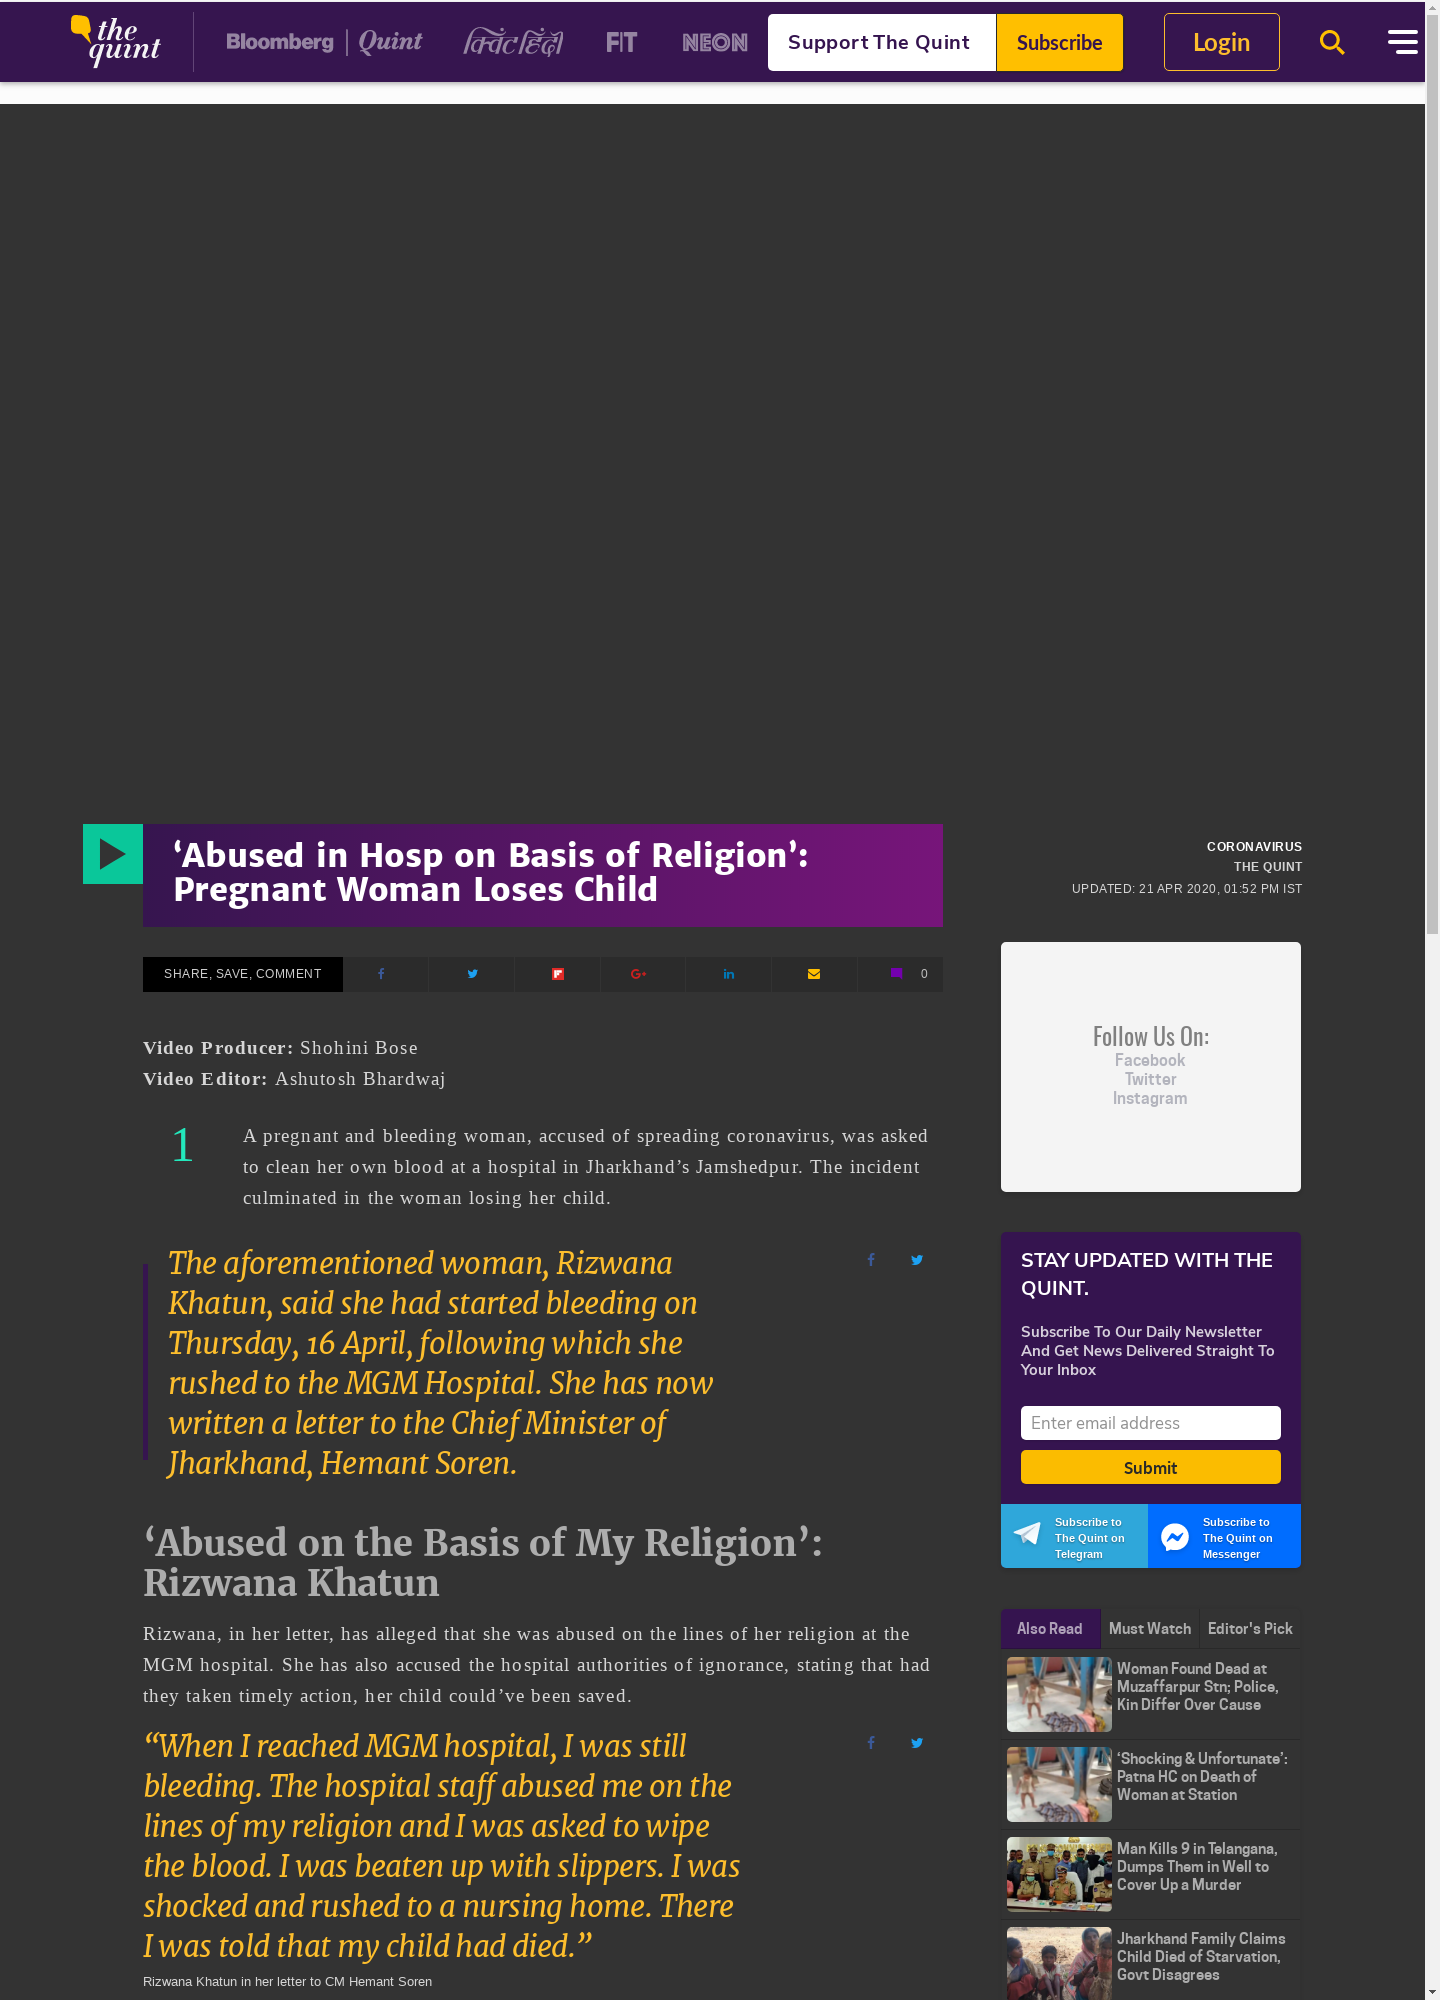 the quint
Bloomberg | Quint
क्विंट हिंदी
FIT
NEON
Support The Quint
Subscribe
Login
‘Abused in Hosp on Basis of Religion’:
Pregnant Woman Loses Child
CORONAVIRUS
THE QUINT
UPDATED: 21 APR 2020, 01:52 PM IST
SHARE, SAVE, COMMENT
0
Video Producer: Shohini Bose
Video Editor: Ashutosh Bhardwaj
1
A pregnant and bleeding woman, accused of spreading coronavirus, was asked
to clean her own blood at a hospital in Jharkhand’s Jamshedpur. The incident
culminated in the woman losing her child.
The aforementioned woman, Rizwana
Khatun, said she had started bleeding on
Thursday, 16 April, following which she
rushed to the MGM Hospital. She has now
written a letter to the Chief Minister of
Jharkhand, Hemant Soren.
‘Abused on the Basis of My Religion’:
Rizwana Khatun
Rizwana, in her letter, has alleged that she was abused on the lines of her religion at the
MGM hospital. She has also accused the hospital authorities of ignorance, stating that had
they taken timely action, her child could’ve been saved.
“When I reached MGM hospital, I was still
bleeding. The hospital staff abused me on the
lines of my religion and I was asked to wipe
the blood. I was beaten up with slippers. I was
shocked and rushed to a nursing home. There
I was told that my child had died.”
Rizwana Khatun in her letter to CM Hemant Soren
Follow Us On:
Facebook
Twitter
Instagram
STAY UPDATED WITH THE
QUINT.
Subscribe To Our Daily Newsletter
And Get News Delivered Straight To
Your Inbox
Enter email address
Submit
Subscribe to
The Quint on
Telegram
Subscribe to
The Quint on
Messenger
Also Read
Must Watch
Editor's Pick
Woman Found Dead at
Muzaffarpur Stn; Police,
Kin Differ Over Cause
‘Shocking & Unfortunate’:
Patna HC on Death of
Woman at Station
Man Kills 9 in Telangana,
Dumps Them in Well to
Cover Up a Murder
Jharkhand Family Claims
Child Died of Starvation,
Govt Disagrees